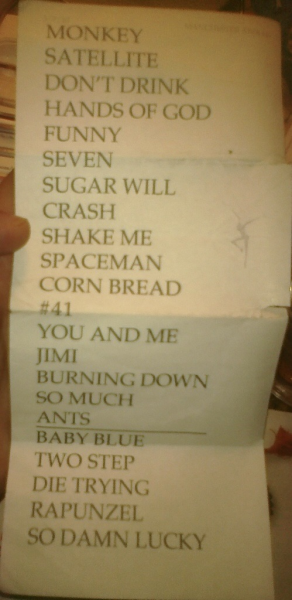 MONKEY
SATELLITE
DON'T DRINK
HANDS OF GOD
FUNNY
SEVEN
SUGAR WILL
CRASH
SHAKE ME
SPACEMAN
CORN BREAD
#41
YOU AND ME
JIMI
BURNING DOWN
SO MUCH
ANTS
BABY BLUE
TWO STEP
DIE TRYING
RAPUNZEL
SO DAMN LUCKY